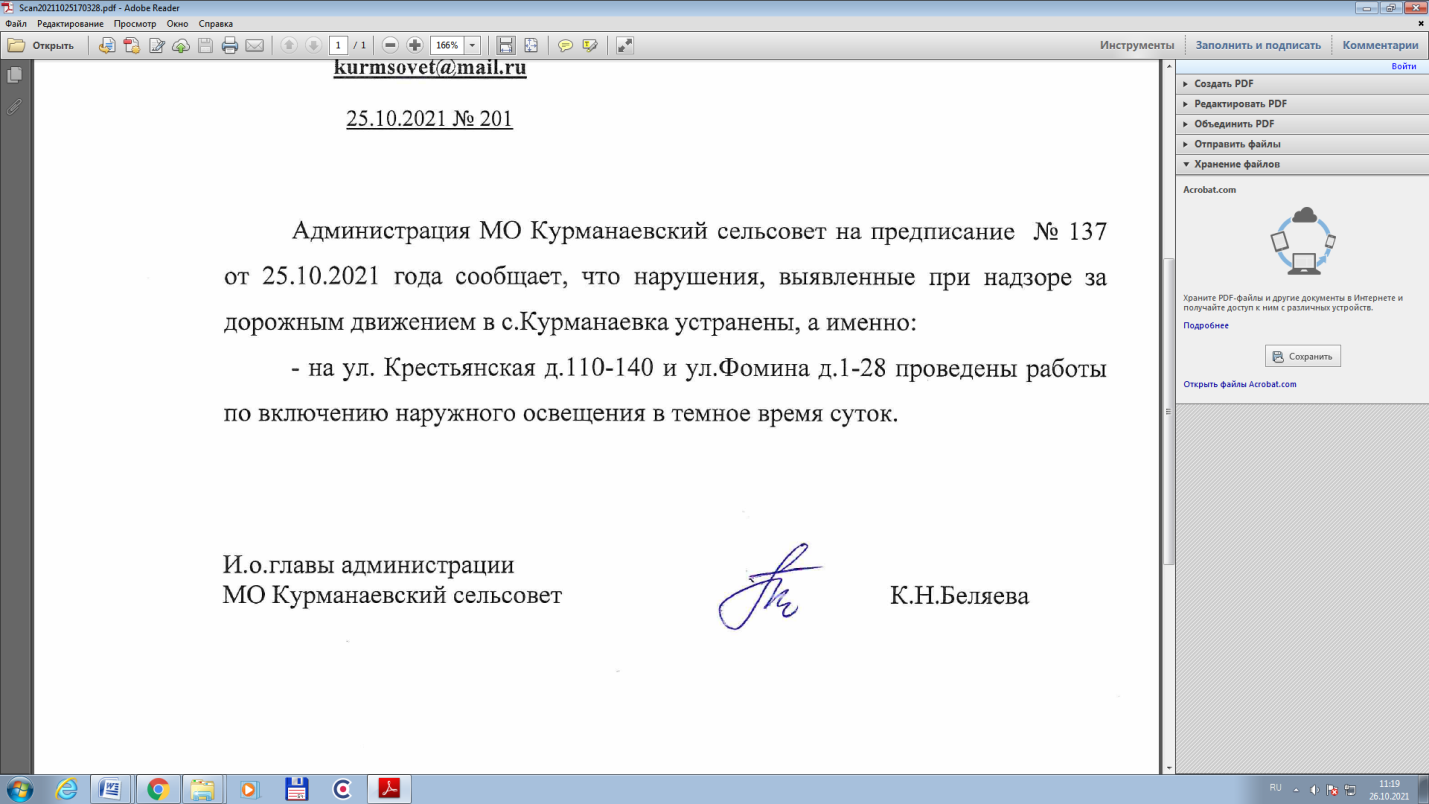 Scan20211025170328.pdf - Adobe Reader
Файл Редактирование Просмотр Окно Справка
Открыть 1 / 1 166% Инструменты Заполнить и подписать Комментарии
Войти
kurmsovet@mail.ru
25.10.2021 № 201
Администрация МО Курманаевский сельсовет на предписание № 137
от 25.10.2021 года сообщает, что нарушения, выявленные при надзоре за
дорожным движением в с.Курманаевка устранены, а именно:
- на ул. Крестьянская д.110-140 и ул.Фомина д.1-28 проведены работы
по включению наружного освещения в темное время суток.
И.о.главы администрации
МО Курманаевский сельсовет К.Н.Беляева
Создать PDF
Редактировать PDF
Объединить PDF
Отправить файлы
Хранение файлов
Acrobat.com
Храните PDF-файлы и другие документы в Интернете и
получайте доступ к ним с различных устройств.
Подробнее
Сохранить
Открыть файлы Acrobat.com
RU 11:19
26.10.2021